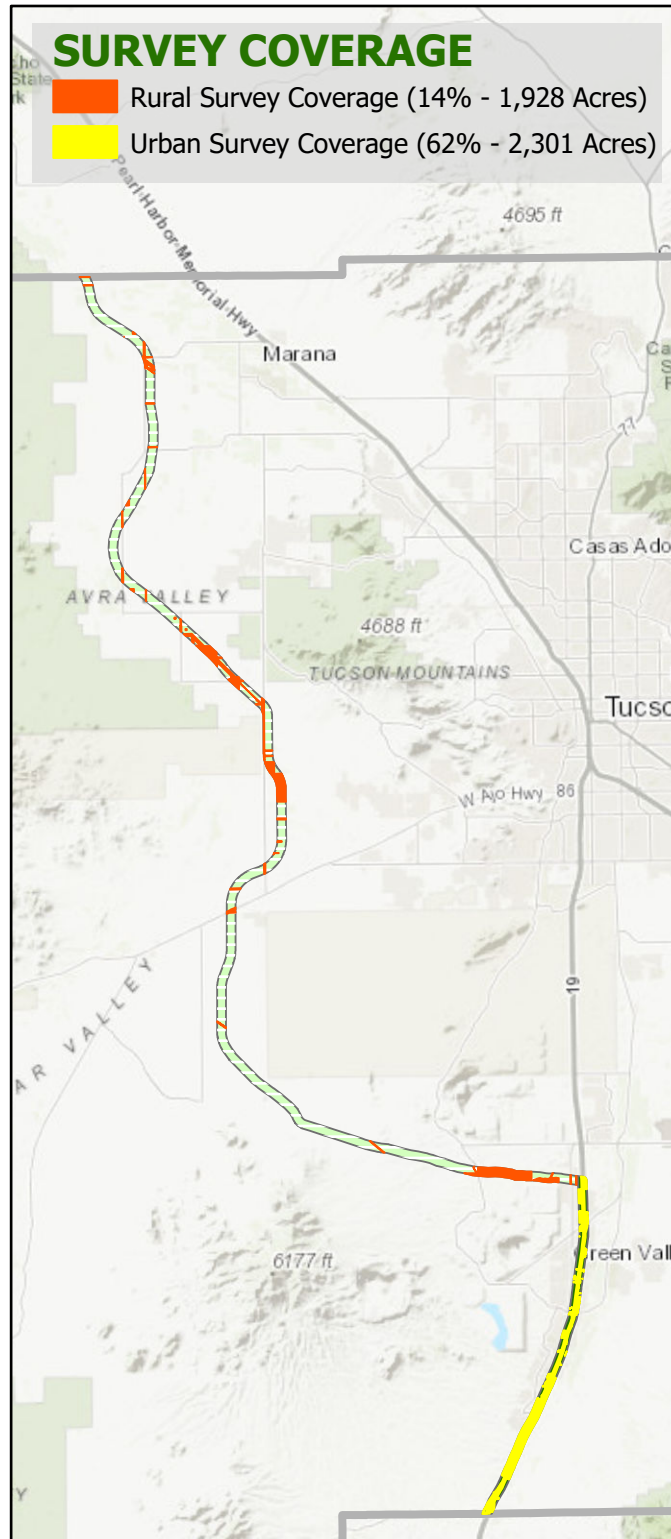 SURVEY COVERAGE
Rural Survey Coverage (14% - 1,928 Acres)
Urban Survey Coverage (62% - 2,301 Acres)
State
Pearl-Harbor-Memorial-Hwy
4695 ft
Marana
77
Casas Ado
AVRA VALLEY
4688 ft
TUCSON MOUNTAINS
Tucso
W Ajo Hwy 86
19
AR VALLEY
Green Vall
6177 ft
Y